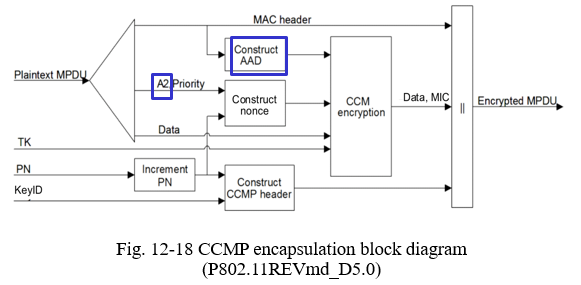 MAC header
Construct
AAD
Plaintext MPDU
A2,Priority
Construct
nonce
CCM
encryption
Data, MIC
||
Encrypted MPDU
Data
TK
PN
Increment
PN
KeyID
Construct
CCMP header
Fig. 12-18 CCMP encapsulation block diagram
(P802.11REVmd_D5.0)